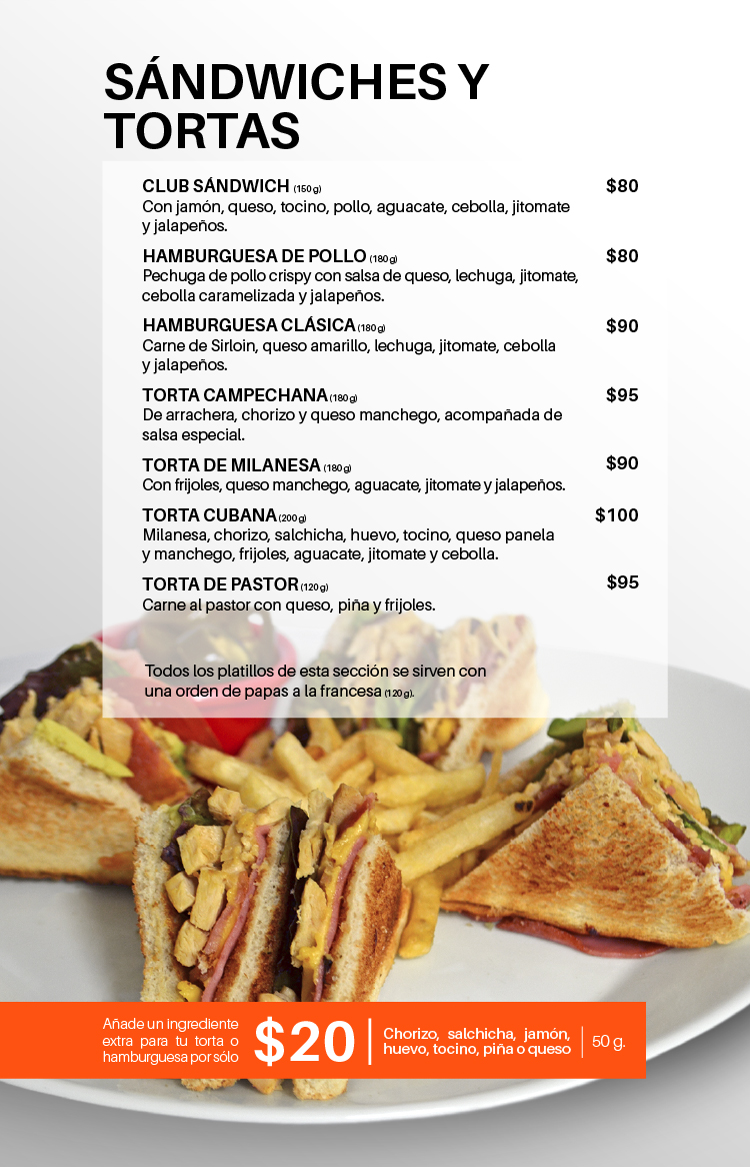 SÁNDWICHES Y
TORTAS
CLUB SÁNDWICH (150 g) $80
Con jamón, queso, tocino, pollo, aguacate, cebolla, jitomate
y jalapeños.
HAMBURGUESA DE POLLO (180 g) $80
Pechuga de pollo crispy con salsa de queso, lechuga, jitomate,
cebolla caramelizada y jalapeños.
HAMBURGUESA CLÁSICA (180 g) $90
Carne de Sirloin, queso amarillo, lechuga, jitomate, cebolla
y jalapeños.
TORTA CAMPECHANA (180 g) $95
De arrachera, chorizo y queso manchego, acompañada de
salsa especial.
TORTA DE MILANESA (180 g) $90
Con frijoles, queso manchego, aguacate, jitomate y jalapeños.
TORTA CUBANA (200 g) $100
Milanesa, chorizo, salchicha, huevo, tocino, queso panela
y manchego, frijoles, aguacate, jitomate y cebolla.
TORTA DE PASTOR (120 g) $95
Carne al pastor con queso, piña y frijoles.
Todos los platillos de esta sección se sirven con
una orden de papas a la francesa (120 g).
Añade un ingrediente
extra para tu torta o
hamburguesa por sólo
$20
Chorizo, salchicha, jamón,
huevo, tocino, piña o queso
50 g.